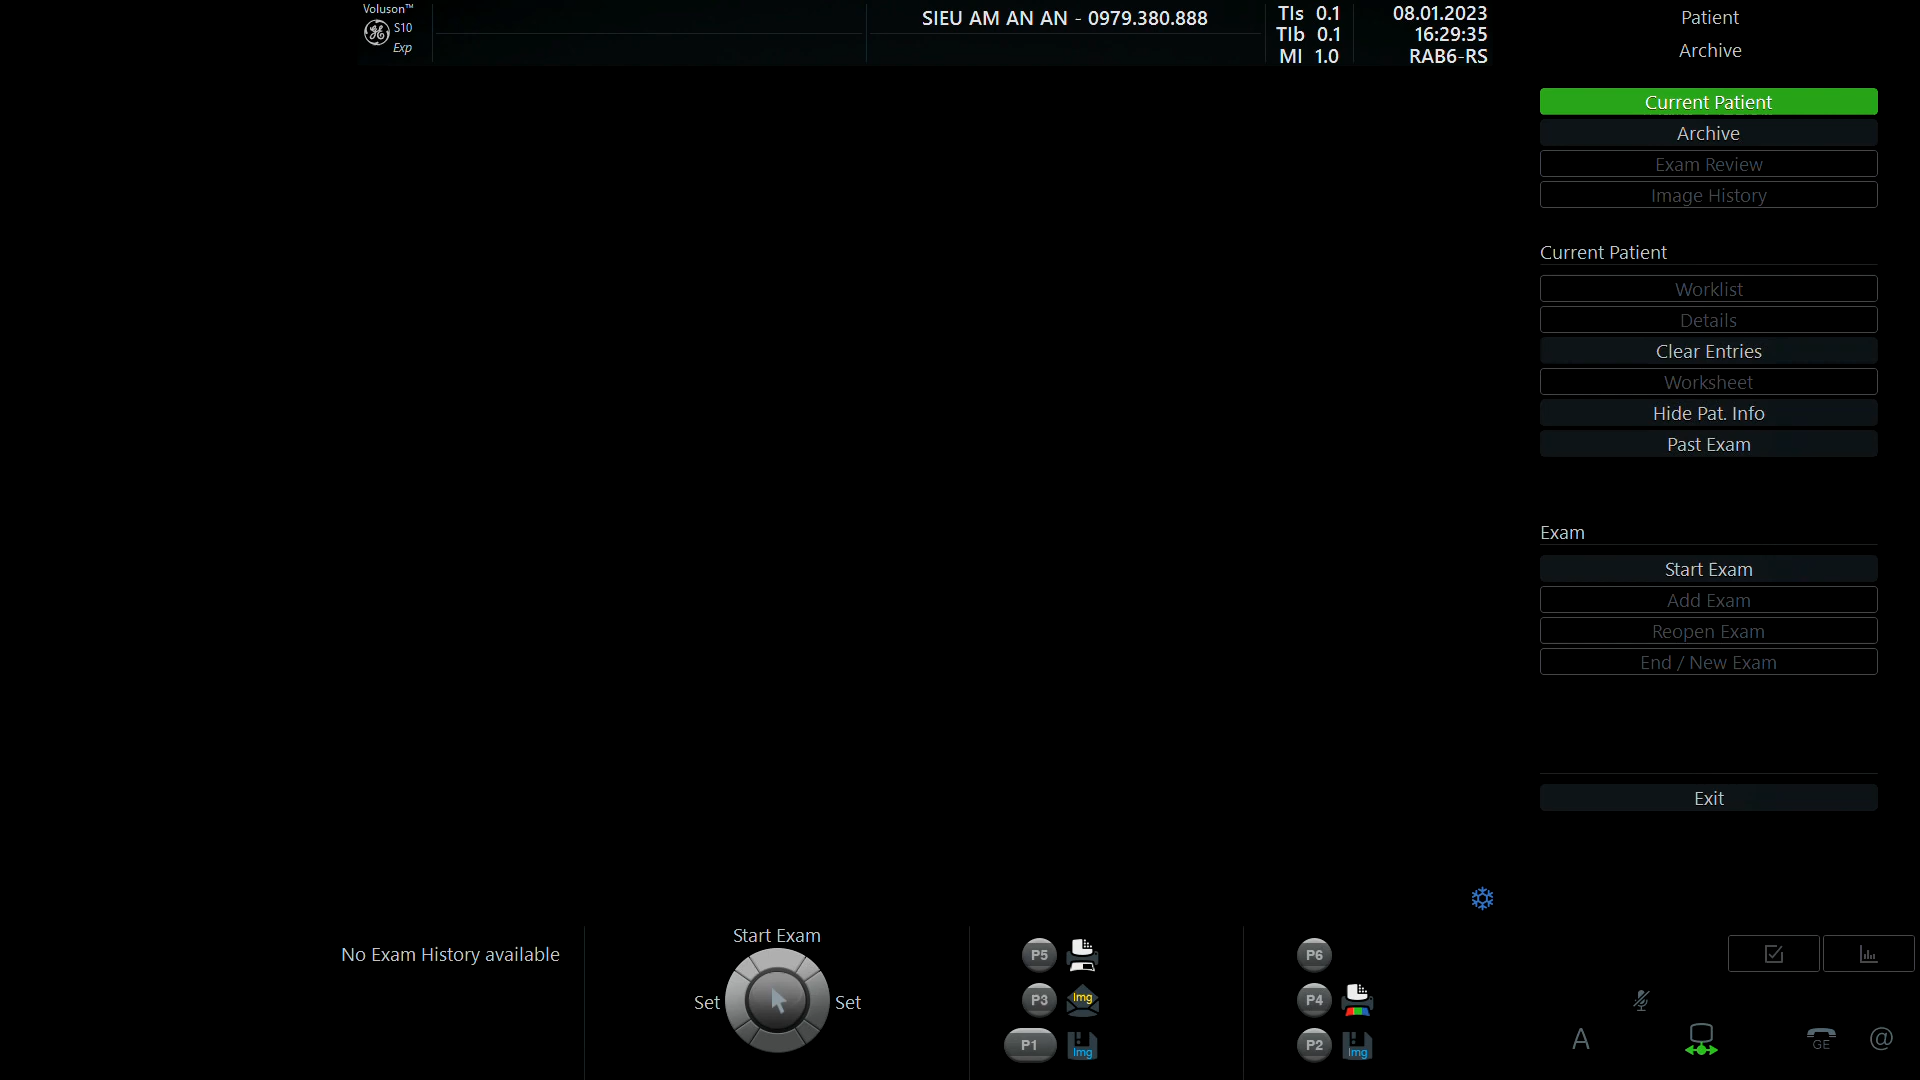 Voluson™
S10
Exp
SIEU AM AN AN - 0979.380.888
TIs 0.1
TIb 0.1
MI 1.0
08.01.2023
16:29:35
RAB6-RS
Patient
Archive
Current Patient
Archive
Exam Review
Image History
Current Patient
Worklist
Details
Clear Entries
Worksheet
Hide Pat. Info
Past Exam
Exam
Start Exam
Add Exam
Reopen Exam
End / New Exam
Exit
No Exam History available
Start Exam
Set
Set
P5
P3 Img
P1 Img
P6
P4
P2 Img
A
GE
@